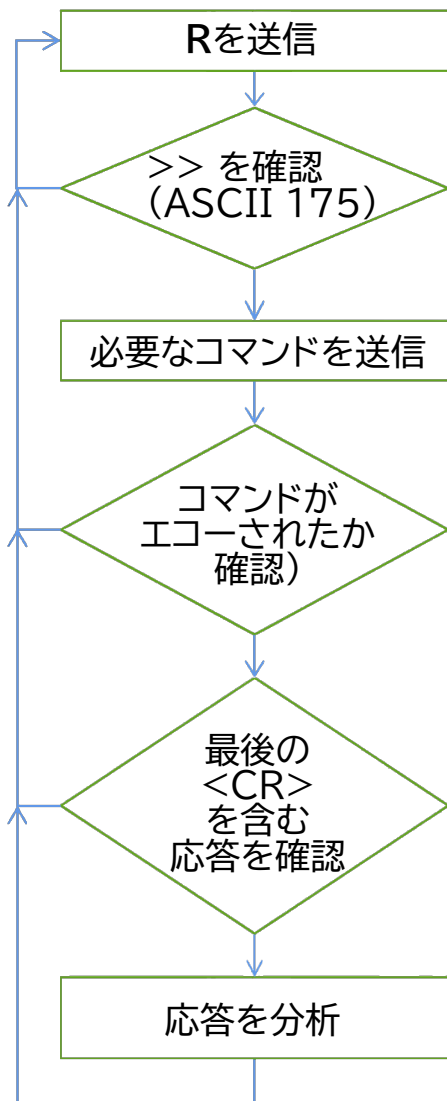 Rを送信
>> を確認
(ASCII 175)
必要なコマンドを送信
コマンドが
エコーされたか
確認)
最後の
<CR>
を含む
応答を確認
応答を分析